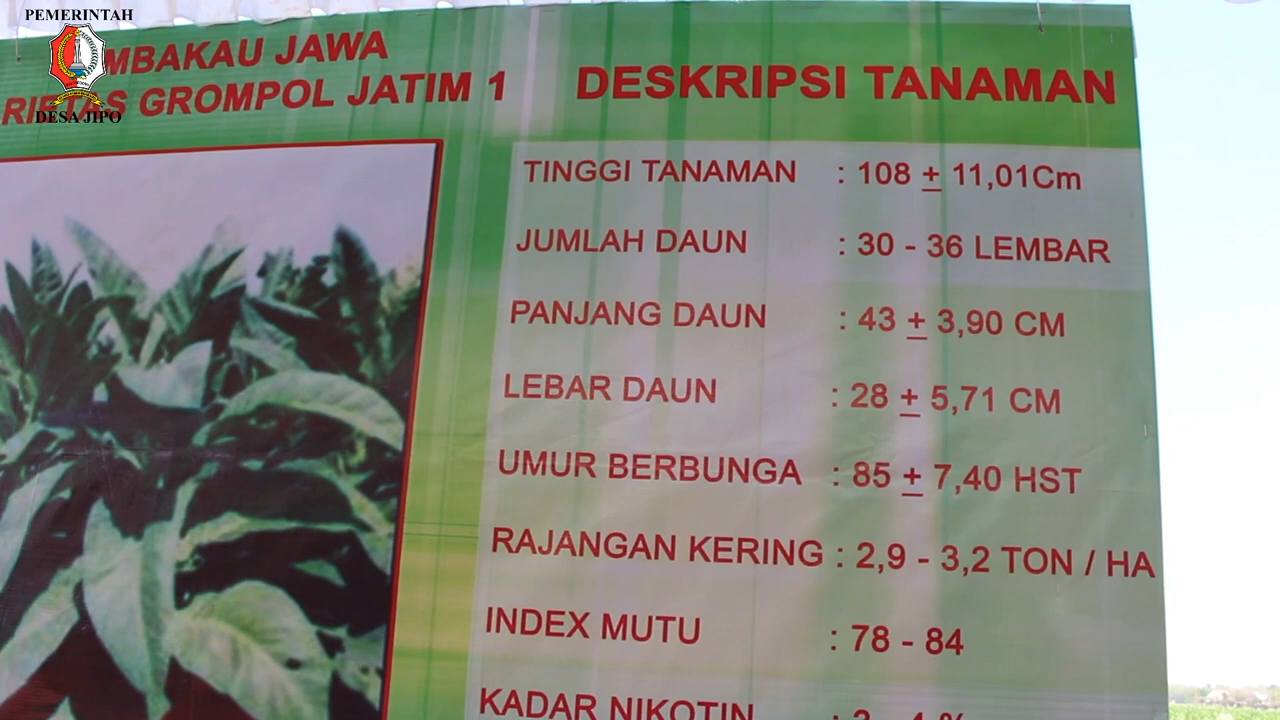 PEMERINTAH
DESA JIPO
MBAKAU JAWA
RIETAS GROMPOL JATIM 1
DESKRIPSI TANAMAN
TINGGI TANAMAN : 108 ± 11,01Cm
JUMLAH DAUN : 30 - 36 LEMBAR
PANJANG DAUN : 43 ± 3,90 CM
LEBAR DAUN : 28 ± 5,71 CM
UMUR BERBUNGA : 85 ± 7,40 HST
RAJANGAN KERING : 2,9 - 3,2 TON / HA
INDEX MUTU : 78 - 84
KADAR NIKOTIN